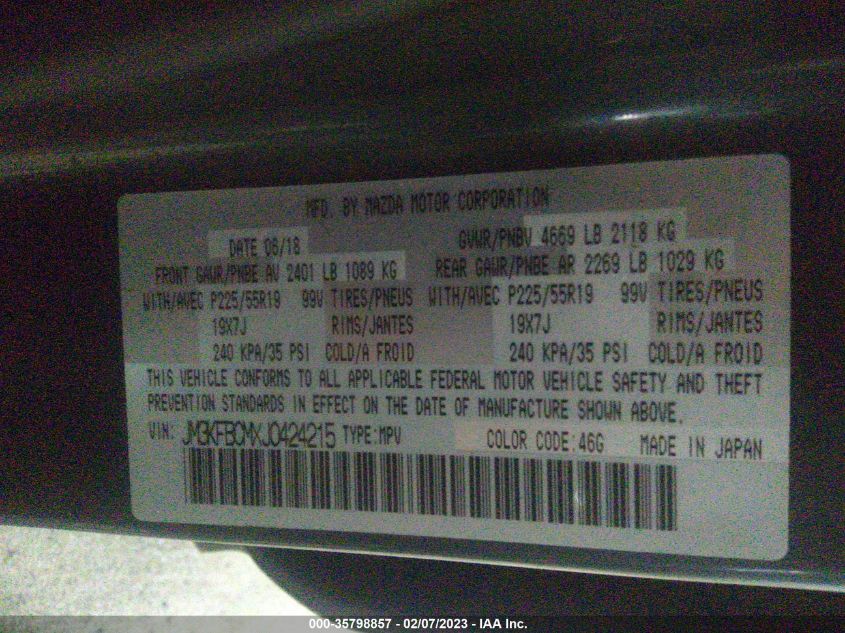 MFD. BY MAZDA MOTOR CORPORATION
DATE 06/18 GVWR/PNBV 4669 LB 2118 KG
FRONT GAWR/PNBE AV 2401 LB 1089 KG REAR GAWR/PNBE AR 2269 LB 1029 KG
WITH/AVEC P225/55R19 99V TIRES/PNEUS WITH/AVEC P225/55R19 99V TIRES/PNEUS
19X7J RIMS/JANTES 19X7J RIMS/JANTES
240 KPA/35 PSI COLD/A FROID 240 KPA/35 PSI COLD/A FROID
THIS VEHICLE CONFORMS TO ALL APPLICABLE FEDERAL MOTOR VEHICLE SAFETY AND THEFT
PREVENTION STANDARDS IN EFFECT ON THE DATE OF MANUFACTURE SHOWN ABOVE.
VIN: JM3KFBCMXJ0424215 TYPE:MPV COLOR CODE:46G MADE IN JAPAN
000-35798857 - 02/07/2023 - IAA Inc.